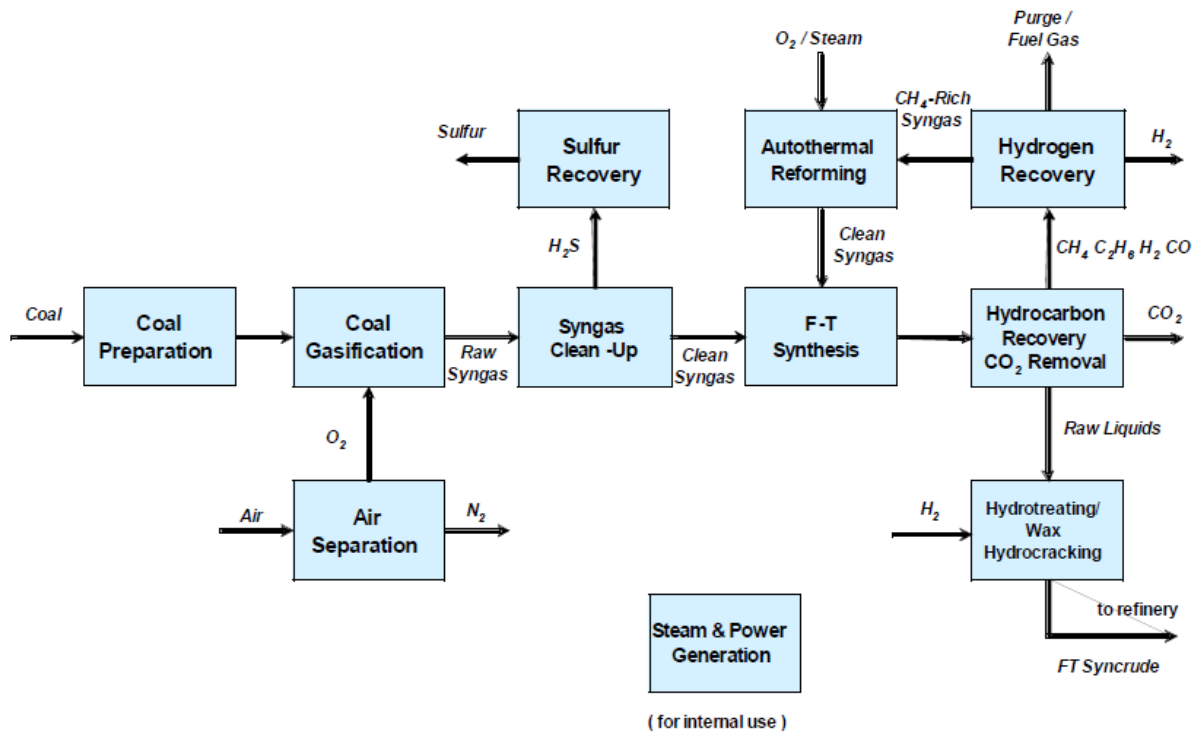 Purge /
Fuel Gas
O2 / Steam
CH4-Rich
Syngas
Sulfur
Sulfur
Recovery
Autothermal
Reforming
Hydrogen
Recovery
H2
H2S
Clean
Syngas
CH4 C2H6 H2 CO
Coal
Coal
Preparation
Coal
Gasification
Raw
Syngas
Syngas
Clean -Up
Clean
Syngas
F-T
Synthesis
Hydrocarbon
Recovery
CO2 Removal
CO2
O2
Raw Liquids
Air
Air
Separation
N2
H2
Hydrotreating/
Wax
Hydrocracking
to refinery
FT Syncrude
Steam & Power
Generation
( for internal use )